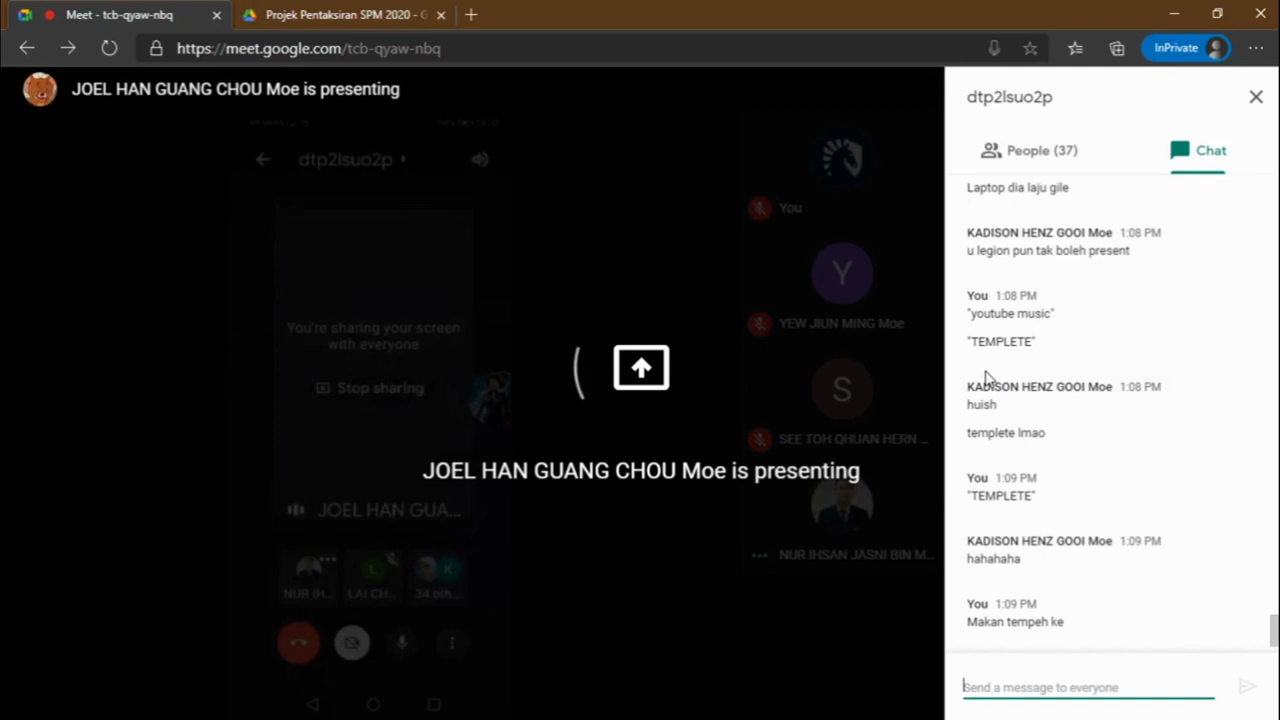 Meet - tcb-qyaw-nbq
Projek Pentaksiran SPM 2020 - G
https://meet.google.com/tcb-qyaw-nbq
InPrivate
JOEL HAN GUANG CHOU Moe is presenting
dtp2lsuo2p
You're sharing your screen
with everyone
Stop sharing
JOEL HAN GUA...
NUR IH...
LAI CH...
34 oth...
L
K
You
Y
YEW JIUN MING Moe
S
SEE TOH QHUAN HERN ...
NUR IHSAN JASNI BIN M...
JOEL HAN GUANG CHOU Moe is presenting
dtp2lsuo2p
People (37)
Chat
Laptop dia laju gile
KADISON HENZ GOOI Moe 1:08 PM
u legion pun tak boleh present
You 1:08 PM
"youtube music"
"TEMPLETE"
KADISON HENZ GOOI Moe 1:08 PM
huish
templete lmao
You 1:09 PM
"TEMPLETE"
KADISON HENZ GOOI Moe 1:09 PM
hahahaha
You 1:09 PM
Makan tempeh ke
Send a message to everyone